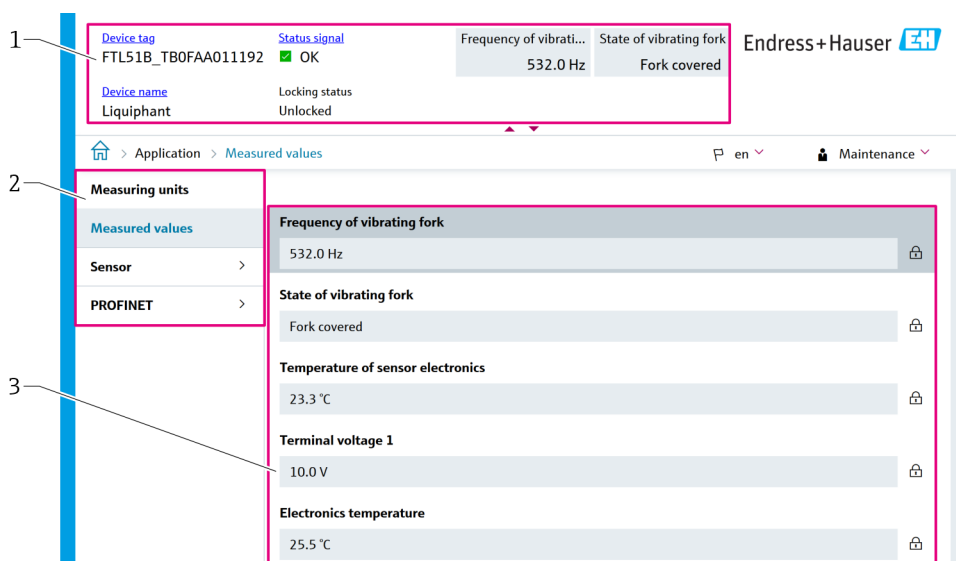 1
Device tag
FTL51B_TB0FAA011192
Status signal
OK
Frequency of vibrati...
532.0 Hz
State of vibrating fork
Fork covered
Endress+Hauser EH
Device name
Liquiphant
Locking status
Unlocked
> Application > Measured values
en
Maintenance
2
Measuring units
Measured values
Sensor >
PROFINET >
Frequency of vibrating fork
532.0 Hz
State of vibrating fork
Fork covered
Temperature of sensor electronics
23.3 °C
3
Terminal voltage 1
10.0 V
Electronics temperature
25.5 °C